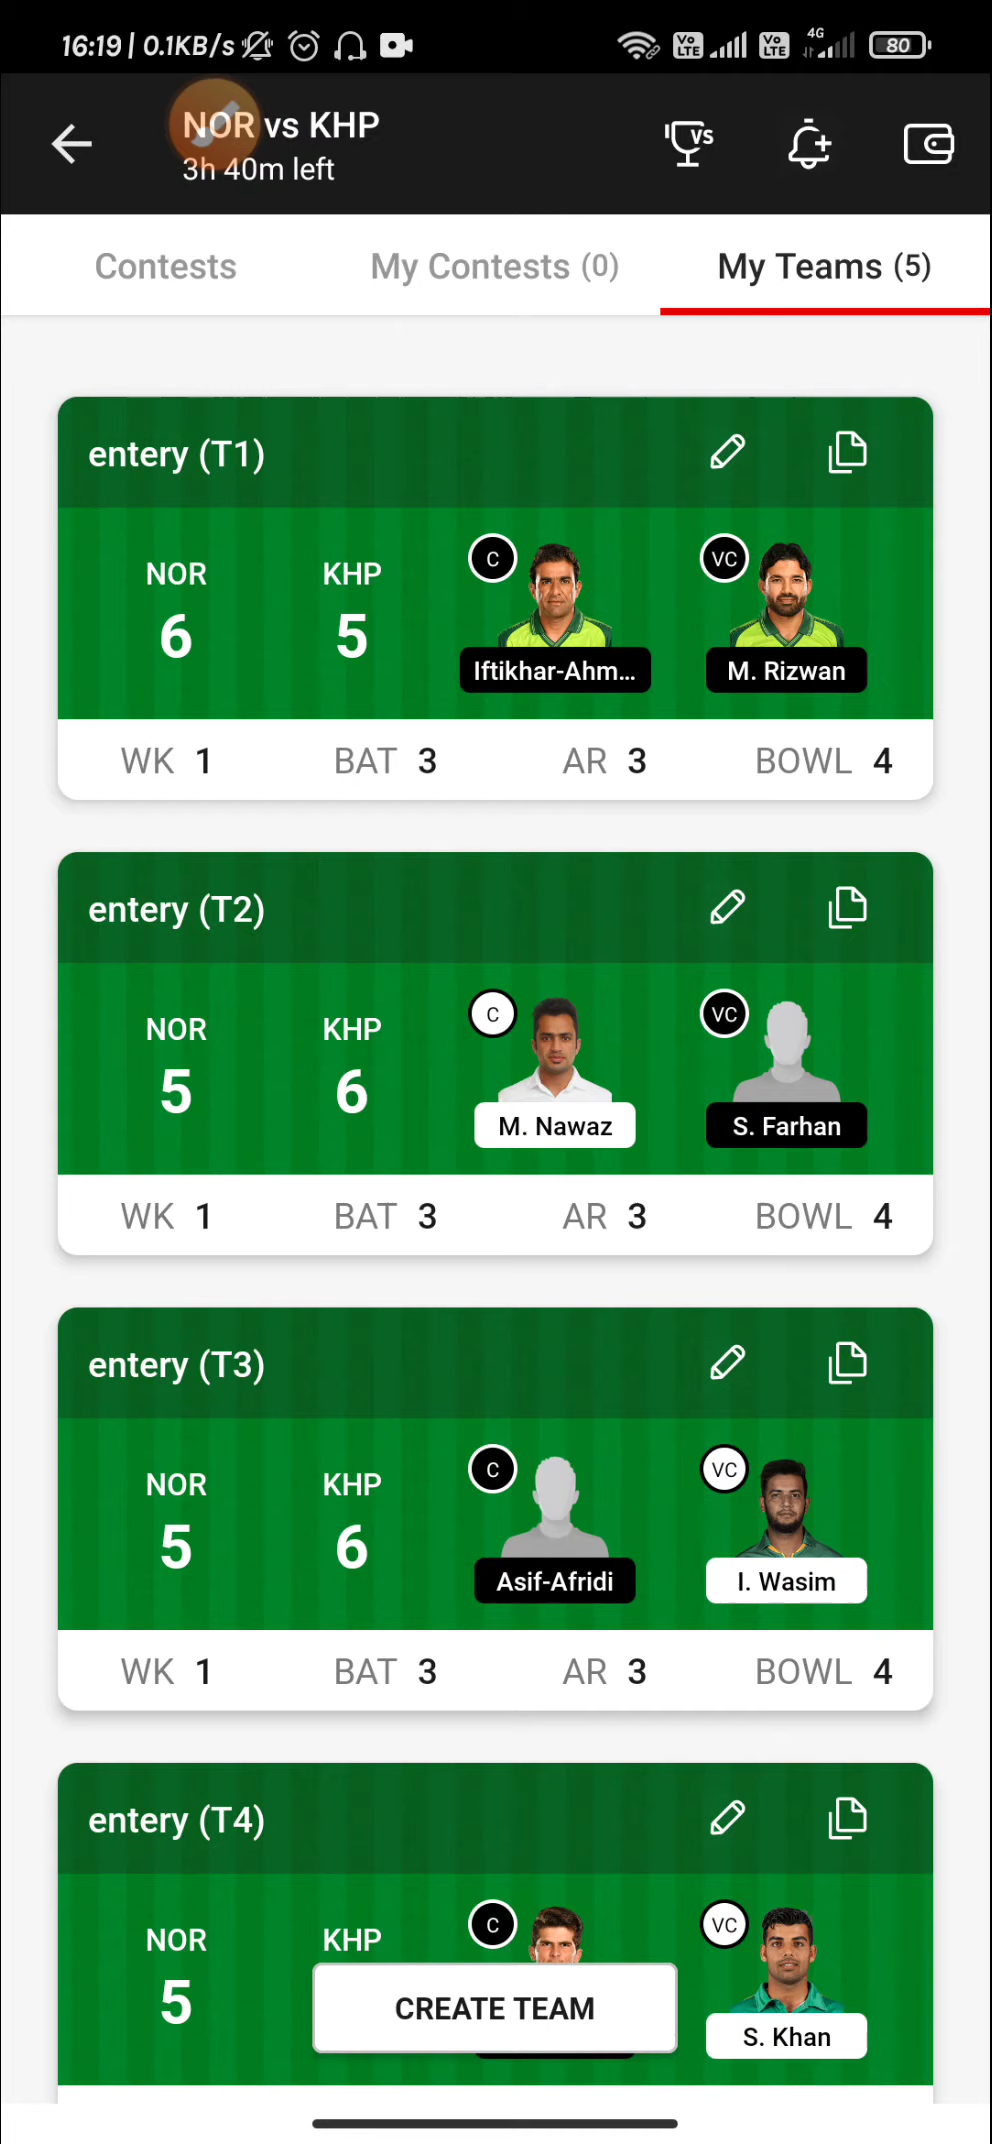 16:19 | 0.1KB/s
Vo LTE
Vo LTE
4G
80
NOR vs KHP
3h 40m left
VS
Contests
My Contests (0)
My Teams (5)
entery (T1)
NOR
6
KHP
5
C
Iftikhar-Ahm...
VC
M. Rizwan
WK 1
BAT 3
AR 3
BOWL 4
entery (T2)
NOR
5
KHP
6
C
M. Nawaz
VC
S. Farhan
WK 1
BAT 3
AR 3
BOWL 4
entery (T3)
NOR
5
KHP
6
C
Asif-Afridi
VC
I. Wasim
WK 1
BAT 3
AR 3
BOWL 4
entery (T4)
NOR
5
KHP
C
VC
S. Khan
CREATE TEAM